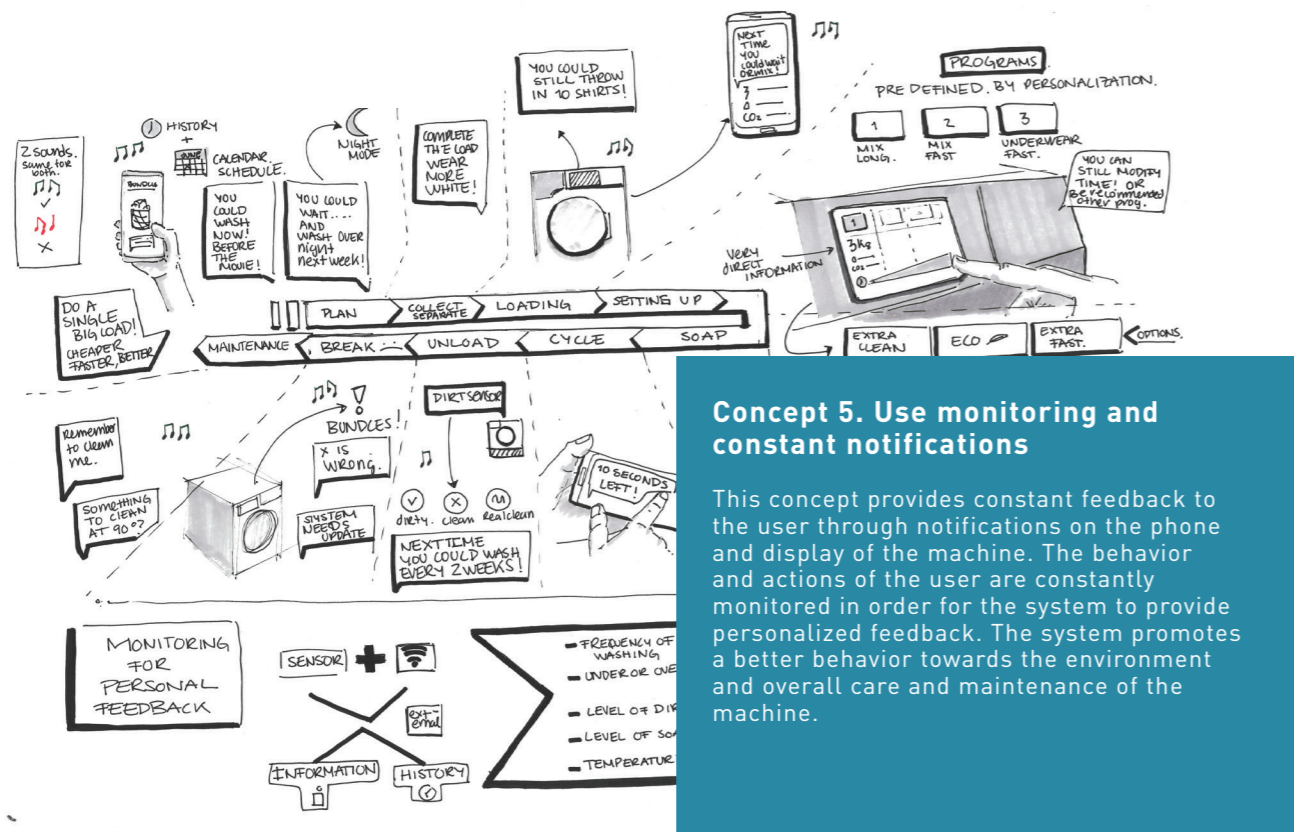 2 sounds.
same for
both.
HISTORY
+
CALENDAR.
SCHEDULE.
BUNDLES
YOU
COULD
WASH
NOW!
BEFORE
THE
MOVIE!
NIGHT
MODE
YOU COULD
WAIT....
AND
WASH OVER
night
next week!
COMPLETE
THE LOAD
WEAR
MORE
WHITE!
YOU COULD
STILL THROW
IN 10 SHIRTS!
NEXT
TIME
YOU
could wait
OR MIX!
CO2
PROGRAMS.
PRE DEFINED. BY PERSONALIZATION.
1
2
3
MIX
LONG.
MIX
FAST
UNDERWEAR
FAST.
YOU CAN
STILL MODIFY
TIME! OR
Be recommended
other prog.
1
3Kg
CO2
VERY
DIRECT
INFORMATION
EXTRA
CLEAN
ECO
EXTRA
FAST.
OPTIONS.
DO A
SINGLE
BIG LOAD!
CHEAPER
FASTER, BETTER
PLAN
COLLECT
SEPARATE
LOADING
SETTING UP
MAINTENANCE
BREAK
UNLOAD
CYCLE
SOAP
Remember
to clean
me.
SOMETHING
TO CLEAN
AT 90°?
BUNDLES!
X IS
WRONG.
SYSTEM
NEEDS
UPDATE
DIRT SENSOR
dirty.
clean
Real clean
NEXT TIME
YOU COULD WASH
EVERY 2 WEEKS!
10 SECONDS
LEFT!
MONITORING
FOR
PERSONAL
FEEDBACK
SENSOR
ext-
ernal
INFORMATION
HISTORY
FREQUENCY OF
WASHING
UNDER OR
LEVEL OF
LEVEL OF
Concept 5. Use monitoring and
constant notifications
This concept provides constant feedback to
the user through notifications on the phone
and display of the machine. The behavior
and actions of the user are constantly
monitored in order for the system to provide
personalized feedback. The system promotes
a better behavior towards the environment
and overall care and maintenance of the
machine.